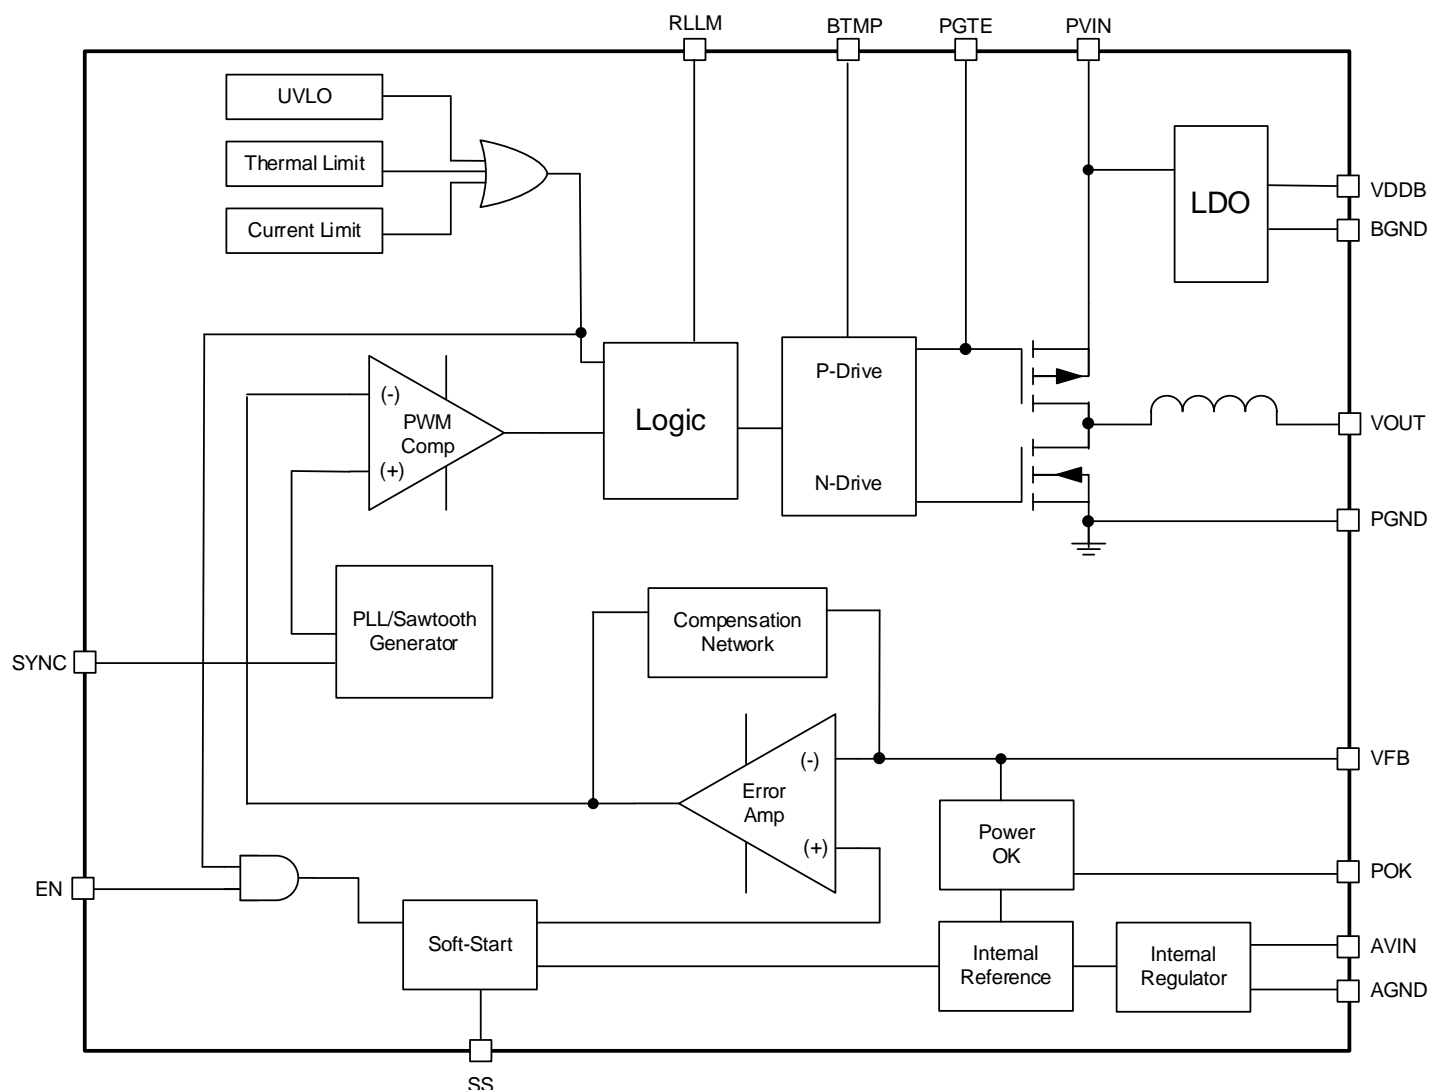 RLLM
BTMP
PGTE
PVIN
UVLO
Thermal Limit
Current Limit
LDO
VDDB
BGND
(-)
PWM
Comp
(+)
Logic
P-Drive
N-Drive
VOUT
PGND
PLL/Sawtooth
Generator
Compensation
Network
SYNC
(-)
Error
Amp
(+)
VFB
Power
OK
POK
EN
Soft-Start
Internal
Reference
Internal
Regulator
AVIN
AGND
SS